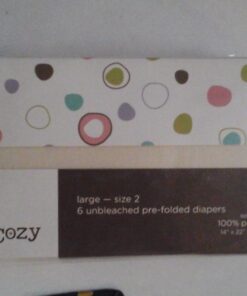 large — size 2
6 unbleached pre-folded diapers
100% p
14" x 22"
cozy